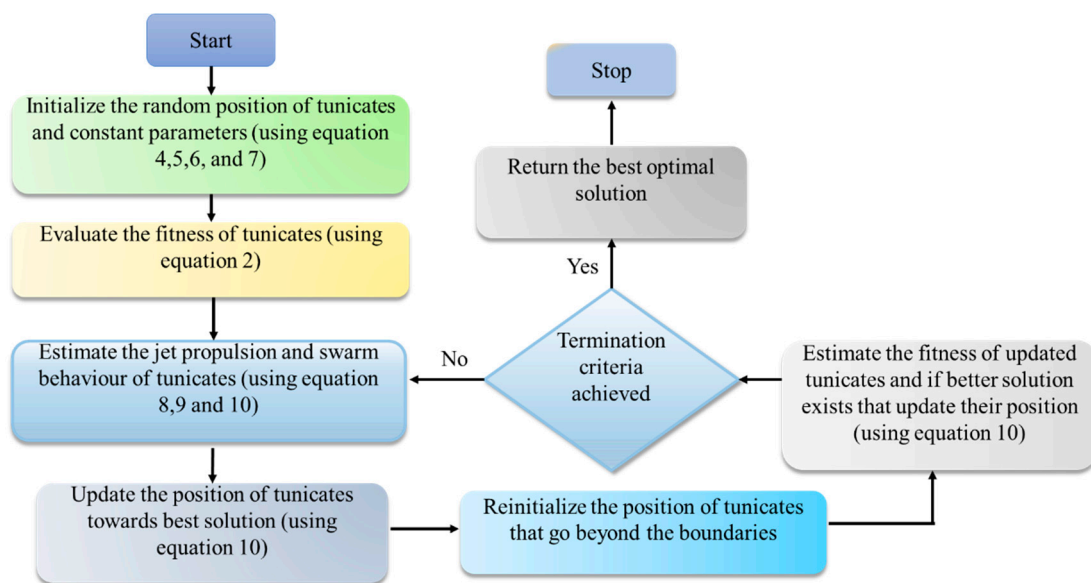 Start
Initialize the random position of tunicates
and constant parameters (using equation
4,5,6, and 7)
Evaluate the fitness of tunicates (using
equation 2)
Estimate the jet propulsion and swarm
behaviour of tunicates (using equation
8,9 and 10)
Update the position of tunicates
towards best solution (using
equation 10)
Reinitialize the position of tunicates
that go beyond the boundaries
Estimate the fitness of updated
tunicates and if better solution
exists that update their position
(using equation 10)
Termination
criteria
achieved
No
Yes
Return the best optimal
solution
Stop